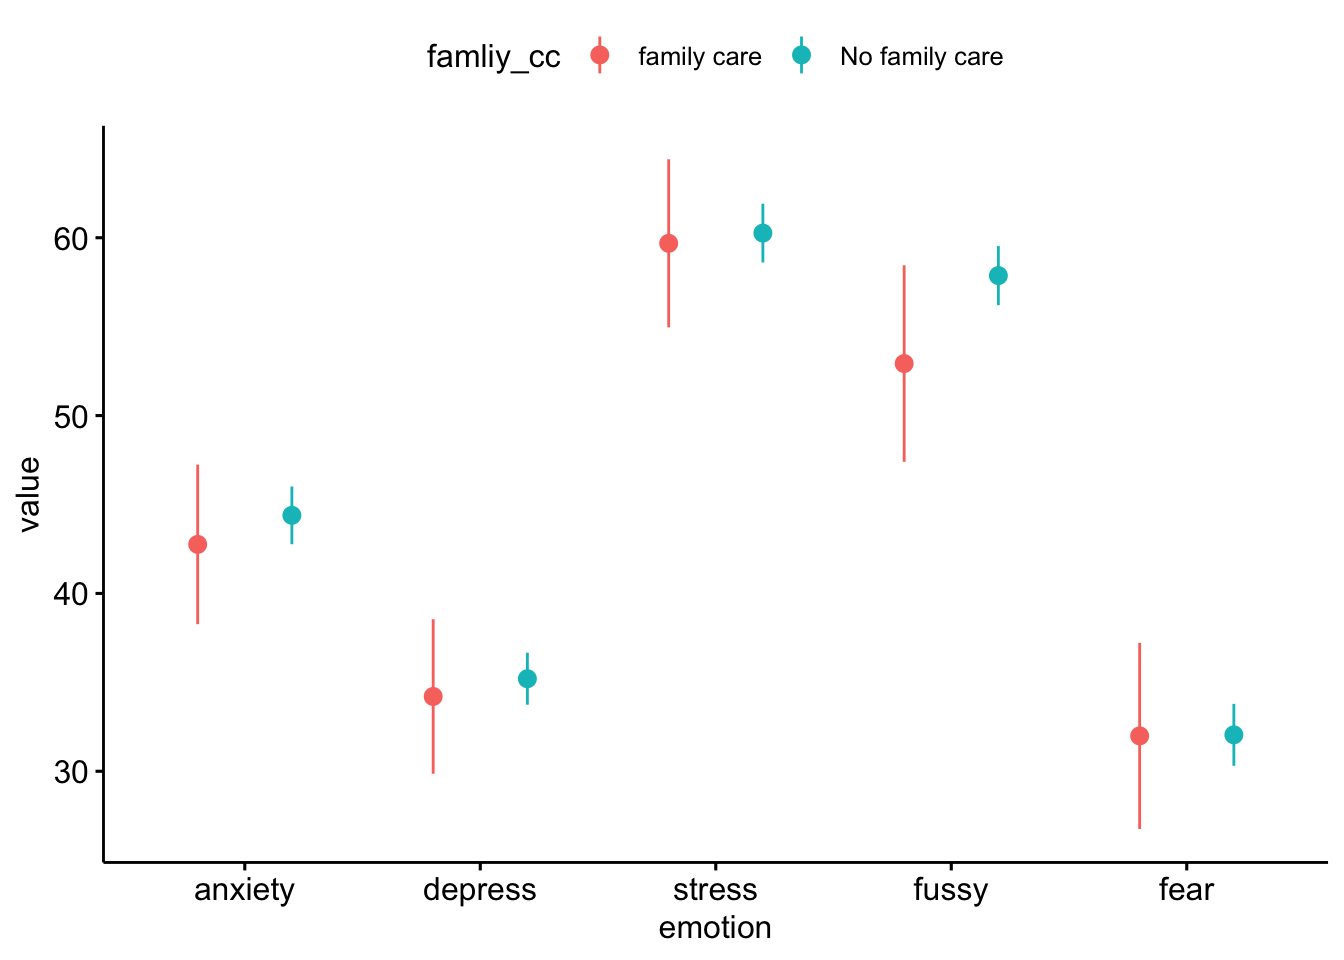 famliy_cc family care No family care
60
50
40
30
value
anxiety depress stress fussy fear
emotion